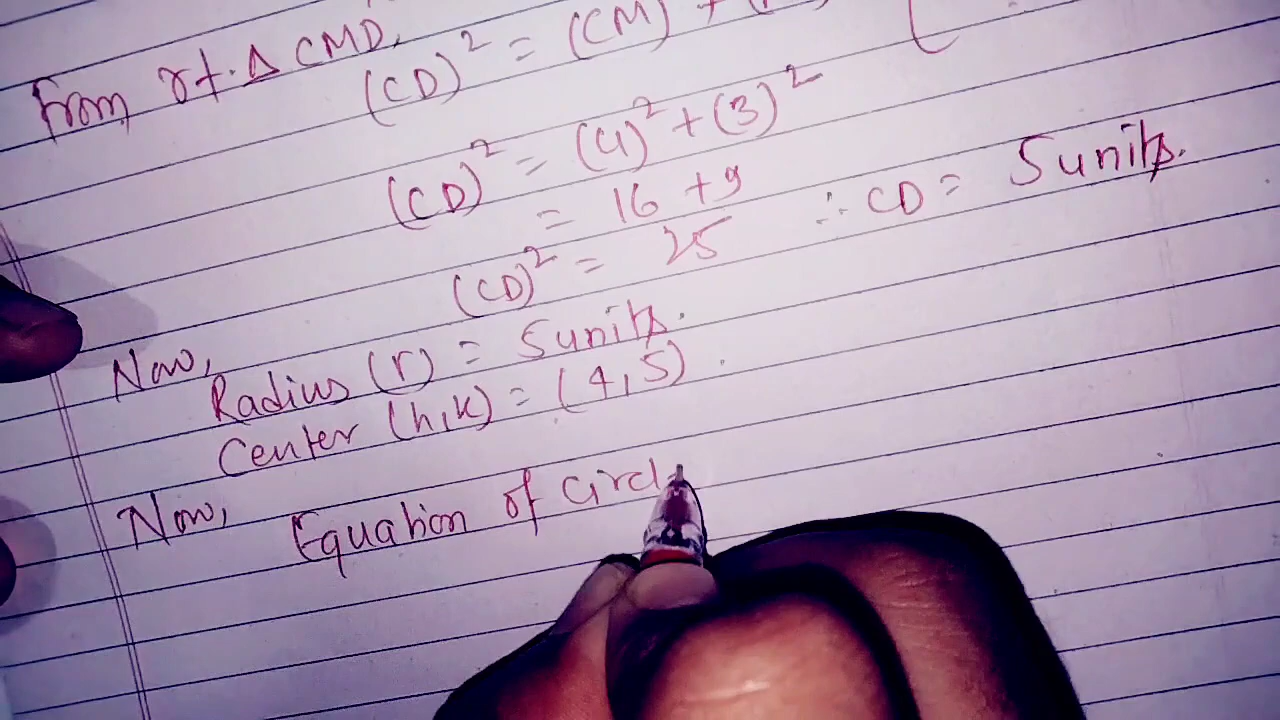 from rt. Δ CMD,
(CD)² = (CM)
(CD)² = (4)² + (3)²
= 16 + 9
(CD)² = 25 ∴ CD = 5 units.
Now,
Radius (r) = 5 units.
Center (h,k) = (4,5).
Now,
Equation of Circl